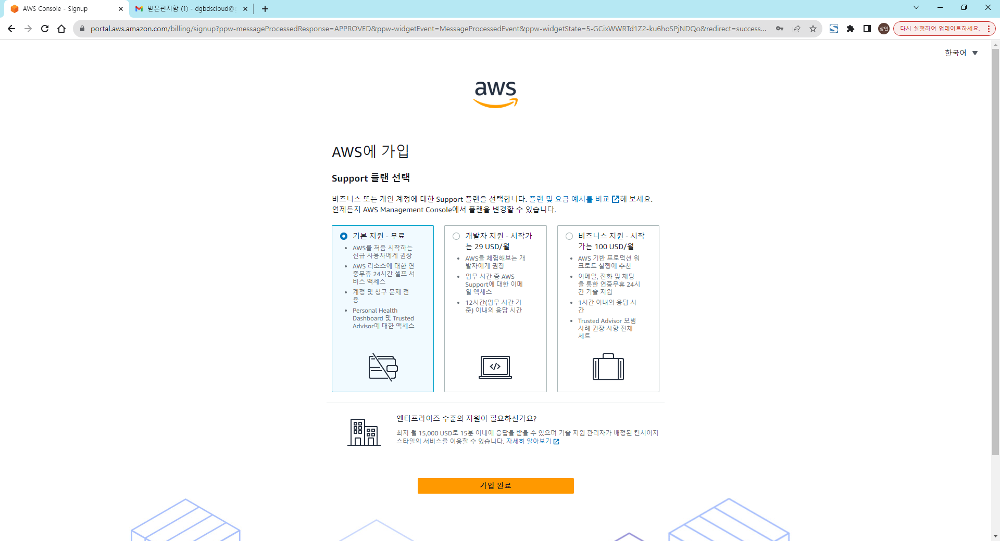 AWS Console - Signup
받은편지함 (1) - dgbdscloud@
portal.aws.amazon.com/billing/signup?ppw-messageProcessedResponse=APPROVED&ppw-widgetEvent=MessageProcessedEvent&ppw-widgetState=5-GCixWWRTd1Z2-ku6hoSPjNDQo&redirect=success...
상민
다시 실행하여 업데이트하세요.
한국어
aws
AWS에 가입
Support 플랜 선택
비즈니스 또는 개인 계정에 대한 Support 플랜을 선택합니다. 플랜 및 요금 예시를 비교 해 보세요.
언제든지 AWS Management Console에서 플랜을 변경할 수 있습니다.
기본 지원 - 무료
AWS를 처음 시작하는
신규 사용자에게 권장
AWS 리소스에 대한 연
중무휴 24시간 셀프 서
비스 액세스
계정 및 청구 문제 전
용
Personal Health
Dashboard 및 Trusted
Advisor에 대한 액세스
개발자 지원 - 시작가
는 29 USD/월
AWS를 체험해보는 개
발자에게 권장
업무 시간 중 AWS
Support에 대한 이메
일 액세스
12시간(업무 시간 기
준) 이내의 응답 시간
</>
비즈니스 지원 - 시작
가는 100 USD/월
AWS 기반 프로덕션 워
크로드 실행에 추천
이메일, 전화 및 채팅
을 통한 연중무휴 24시
간 기술 지원
1시간 이내의 응답 시
간
Trusted Advisor 모범
사례 권장 사항 전체
세트
엔터프라이즈 수준의 지원이 필요하신가요?
최저 월 15,000 USD로 15분 이내에 응답을 받을 수 있으며 기술 지원 관리자가 배정된 컨시어지
스타일의 서비스를 이용할 수 있습니다. 자세히 알아보기
가입 완료